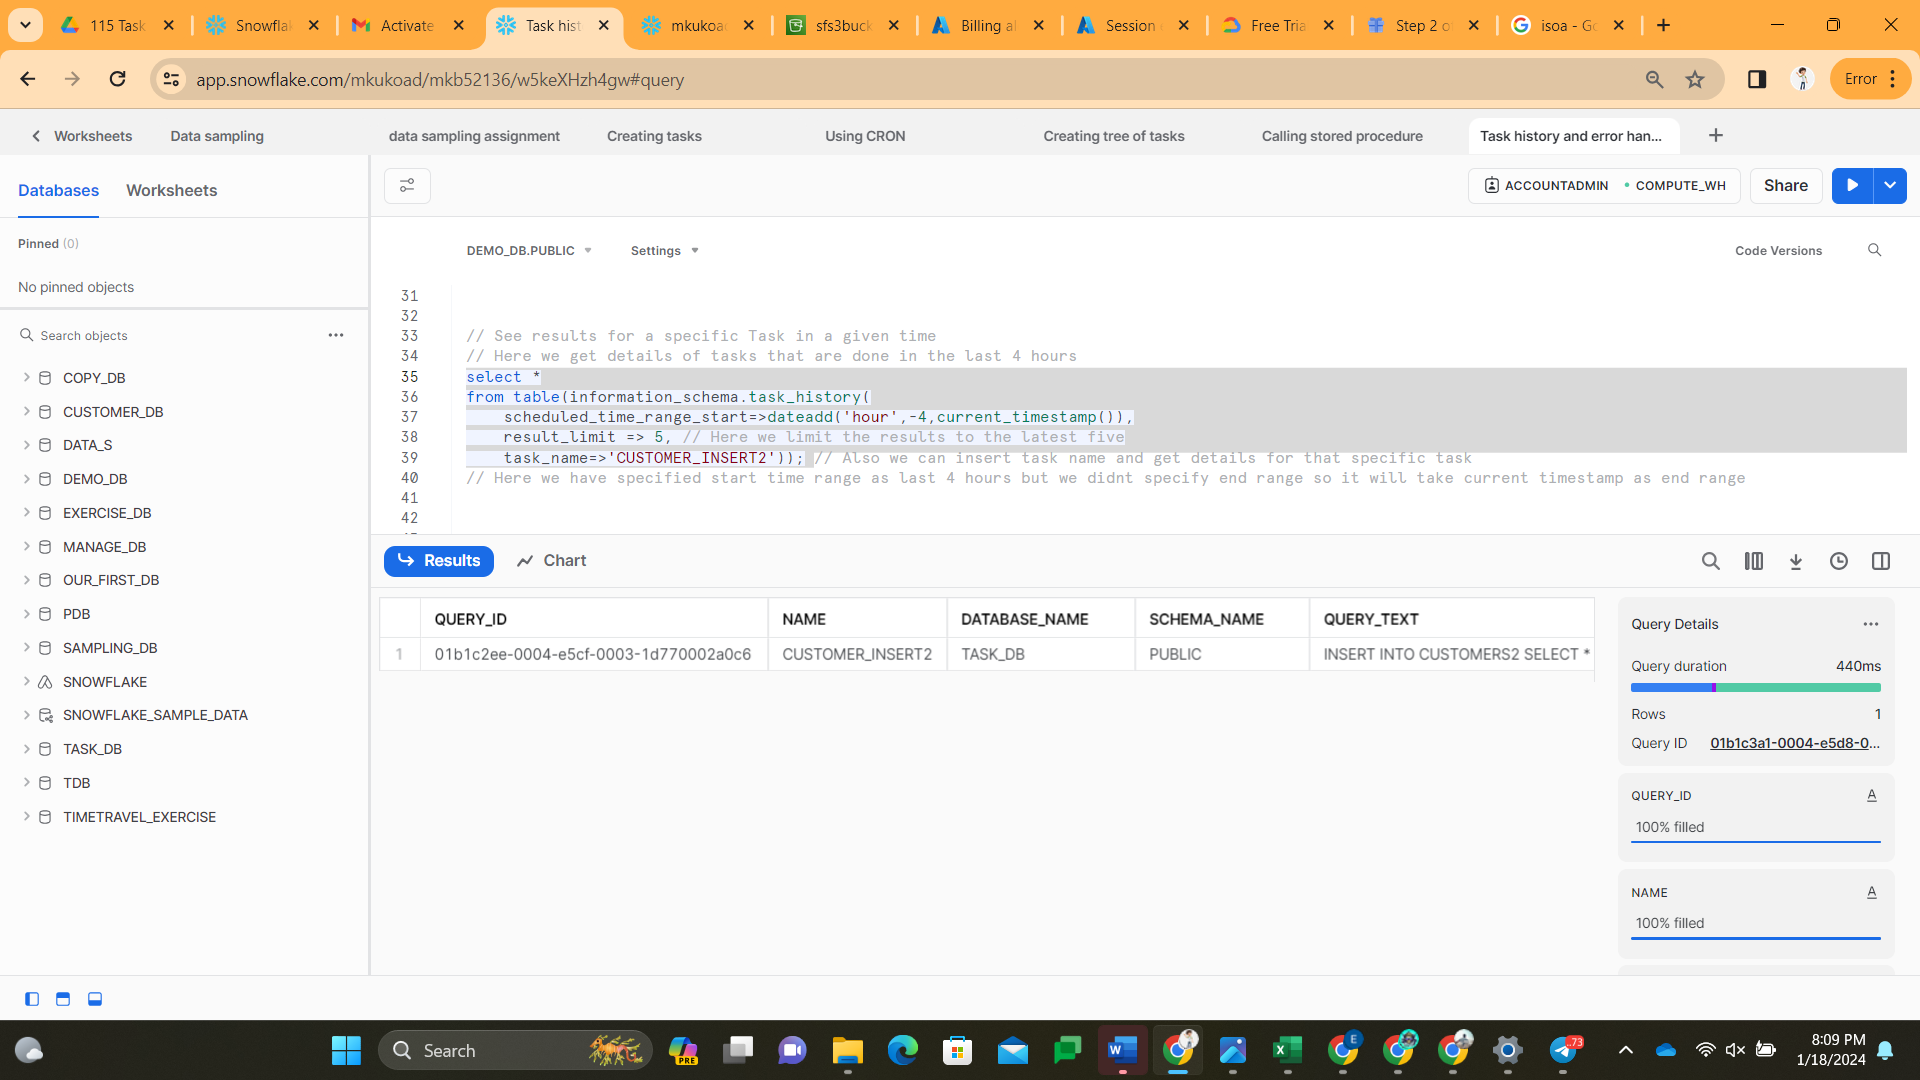 115 Task
Snowflak
Activate
Task hist
mkukoad
sfs3buck
Billing al
Session
Free Tria
Step 2 o
isoa - Go
app.snowflake.com/mkukoad/mkb52136/w5keXHzh4gw#query
Error
Worksheets
Data sampling
data sampling assignment
Creating tasks
Using CRON
Creating tree of tasks
Calling stored procedure
Task history and error han...
Databases
Worksheets
ACCOUNTADMIN
COMPUTE_WH
Share
Pinned (0)
No pinned objects
DEMO_DB.PUBLIC
Settings
Code Versions
Search objects
COPY_DB
CUSTOMER_DB
DATA_S
DEMO_DB
EXERCISE_DB
MANAGE_DB
OUR_FIRST_DB
PDB
SAMPLING_DB
SNOWFLAKE
SNOWFLAKE_SAMPLE_DATA
TASK_DB
TDB
TIMETRAVEL_EXERCISE
31
32
33 // See results for a specific Task in a given time
34 // Here we get details of tasks that are done in the last 4 hours
35 select *
36 from table(information_schema.task_history(
37 scheduled_time_range_start=>dateadd('hour',-4,current_timestamp()),
38 result_limit => 5, // Here we limit the results to the latest five
39 task_name=>'CUSTOMER_INSERT2')); // Also we can insert task name and get details for that specific task
40 // Here we have specified start time range as last 4 hours but we didnt specify end range so it will take current timestamp as end range
41
42
Results
Chart
QUERY_ID NAME DATABASE_NAME SCHEMA_NAME QUERY_TEXT
1 01b1c2ee-0004-e5cf-0003-1d770002a0c6 CUSTOMER_INSERT2 TASK_DB PUBLIC INSERT INTO CUSTOMERS2 SELECT *
Query Details
Query duration 440ms
Rows 1
Query ID 01b1c3a1-0004-e5d8-0...
QUERY_ID
100% filled
NAME
100% filled
Search
PRE
E
73
8:09 PM
1/18/2024